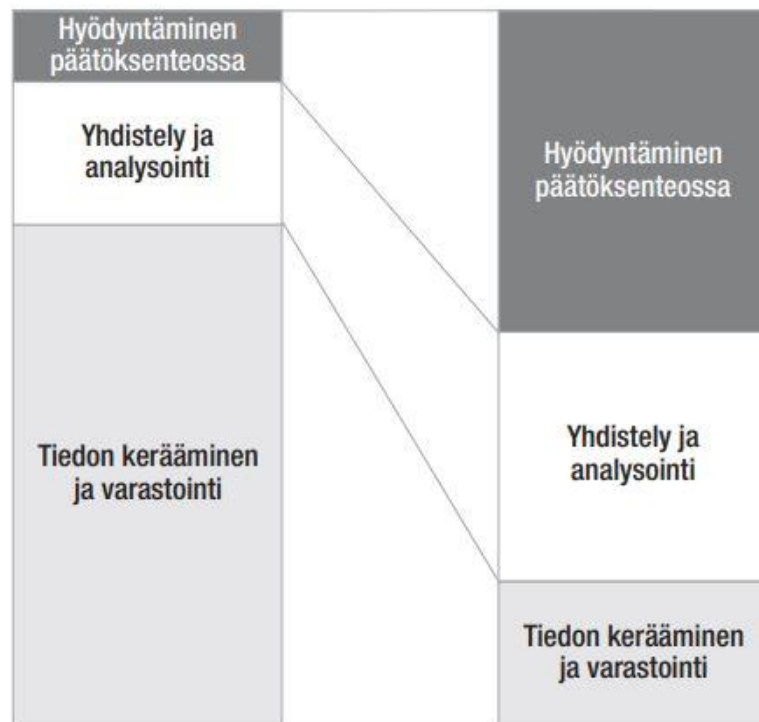 Hyödyntäminen
päätöksenteossa
Yhdistely ja
analysointi
Tiedon kerääminen
ja varastointi
Hyödyntäminen
päätöksenteossa
Yhdistely ja
analysointi
Tiedon kerääminen
ja varastointi